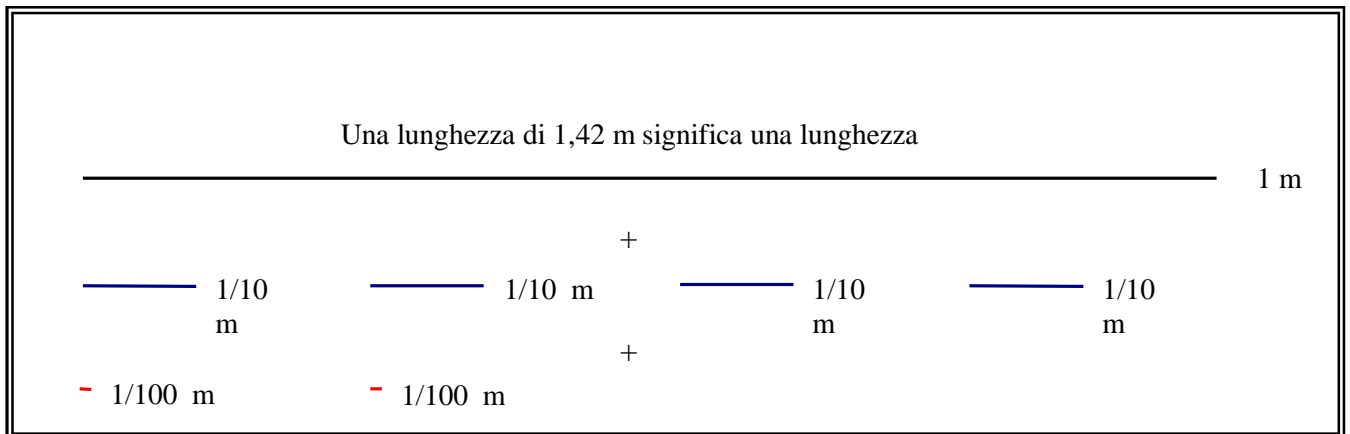 Una lunghezza di 1,42 m significa una lunghezza
1 m
+
1/10 m 1/10 m 1/10 m 1/10 m
+
1/100 m 1/100 m